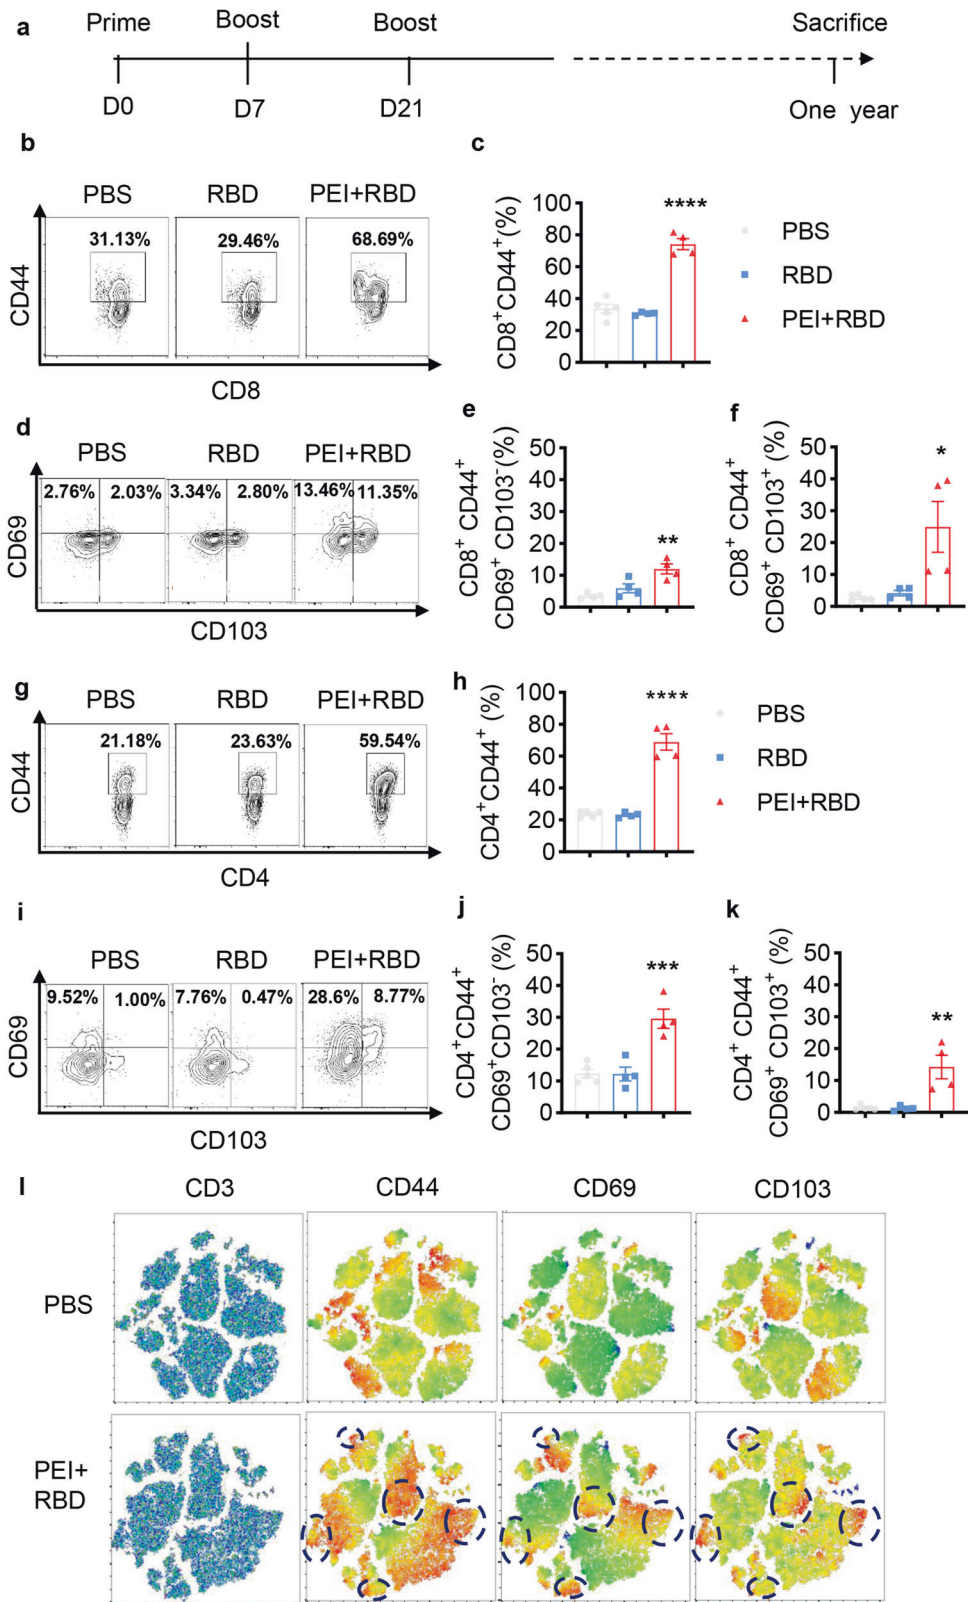 a
Prime Boost Boost Sacrifice
D0 D7 D21 One year
b
PBS RBD PEI+RBD
31.13% 29.46% 68.69%
CD44
CD8
c
CD8+CD44+(%)
100
80
60
40
20
0
****
PBS
RBD
PEI+RBD
d
PBS RBD PEI+RBD
2.76% 2.03% 3.34% 2.80% 13.46% 11.35%
CD69
CD103
e
CD8+ CD44+
CD69+ CD103-(%)
50
40
30
20
10
0
**
f
CD8+ CD44+
CD69+ CD103+(%)
50
40
30
20
10
0
*
g
PBS RBD PEI+RBD
21.18% 23.63% 59.54%
CD44
CD4
h
CD4+CD44+ (%)
100
80
60
40
20
0
****
PBS
RBD
PEI+RBD
i
PBS RBD PEI+RBD
9.52% 1.00% 7.76% 0.47% 28.6% 8.77%
CD69
CD103
j
CD4+CD44+
CD69+CD103- (%)
50
40
30
20
10
0
***
k
CD4+ CD44+
CD69+ CD103+ (%)
50
40
30
20
10
0
**
l
CD3 CD44 CD69 CD103
PBS
PEI+
RBD